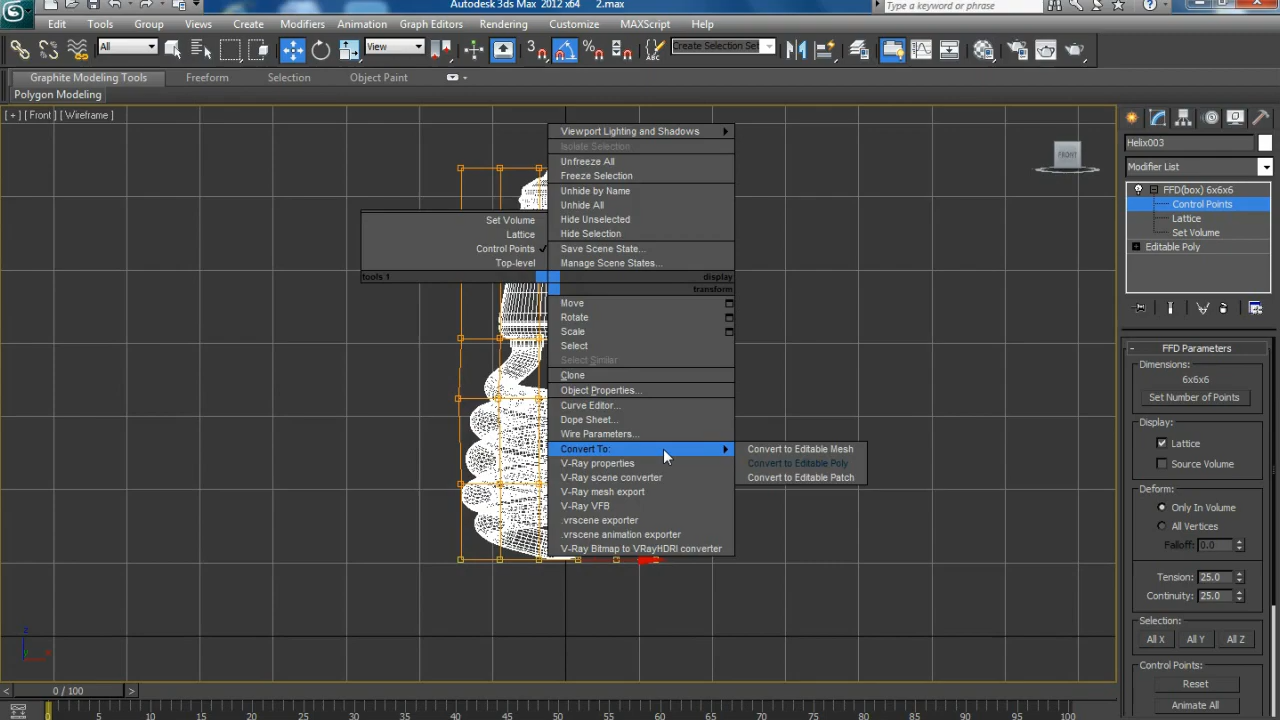 Autodesk 3ds Max 2012 x64    2.max
Type a keyword or phrase
Edit Tools Group Views Create Modifiers Animation Graph Editors Rendering Customize MAXScript Help
All
View
3
Create Selection Se
ABC
Graphite Modeling Tools Freeform Selection Object Paint
Polygon Modeling
[ + ] [ Front ] [ Wireframe ]
FRONT
Viewport Lighting and Shadows
Isolate Selection
Unfreeze All
Freeze Selection
Unhide by Name
Unhide All
Hide Unselected
Hide Selection
Save Scene State...
Manage Scene States...
display
Set Volume
Lattice
Control Points
Top-level
tools 1
transform
Move
Rotate
Scale
Select
Select Similar
Clone
Object Properties...
Curve Editor...
Dope Sheet...
Wire Parameters...
Convert To:
V-Ray properties
V-Ray scene converter
V-Ray mesh export
V-Ray VFB
.vrscene exporter
.vrscene animation exporter
V-Ray Bitmap to VRayHDRI converter
Convert to Editable Mesh
Convert to Editable Poly
Convert to Editable Patch
Helix003
Modifier List
FFD(box) 6x6x6
Control Points
Lattice
Set Volume
Editable Poly
- FFD Parameters
Dimensions:
6x6x6
Set Number of Points
Display:
Lattice
Source Volume
Deform:
Only In Volume
All Vertices
Falloff: 0.0
Tension: 25.0
Continuity: 25.0
Selection:
All X All Y All Z
Control Points:
Reset
Animate All
z
x
< 0 / 100 >
0 5 10 15 20 25 30 35 40 45 50 55 60 65 70 75 80 85 90 95 100